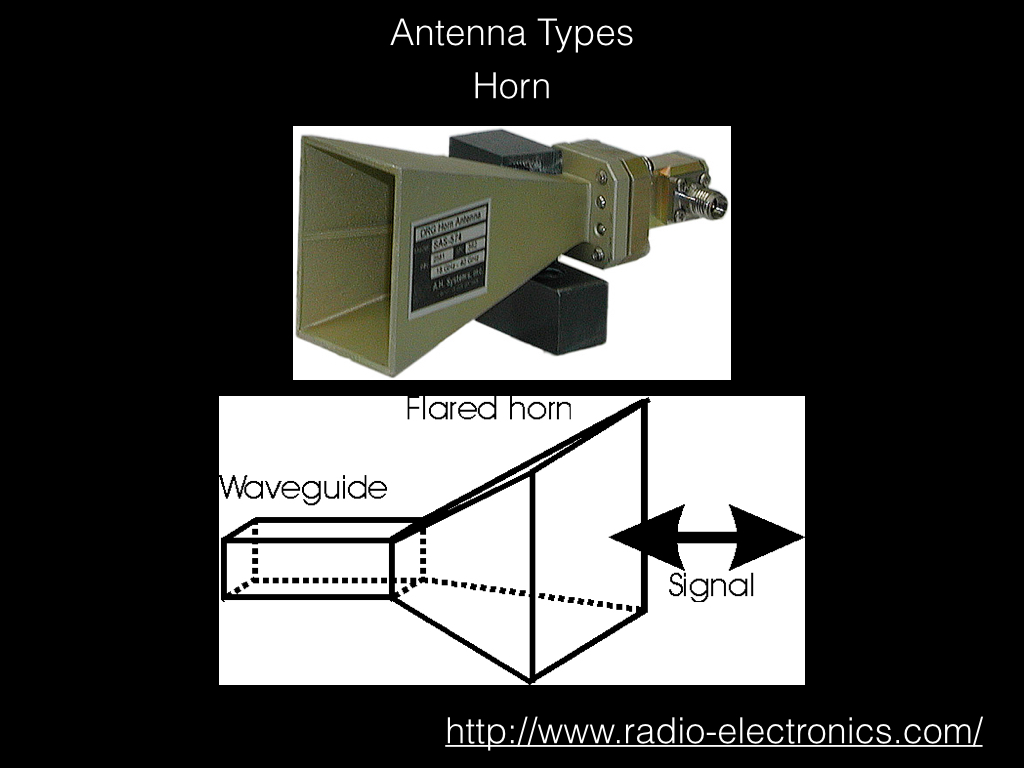 Antenna Types
Horn
DRG Horn Antenna
SAS-574
18 GHz - 40 GHz
A.H. Systems, Inc.
Flared horn
Waveguide
Signal
http://www.radio-electronics.com/